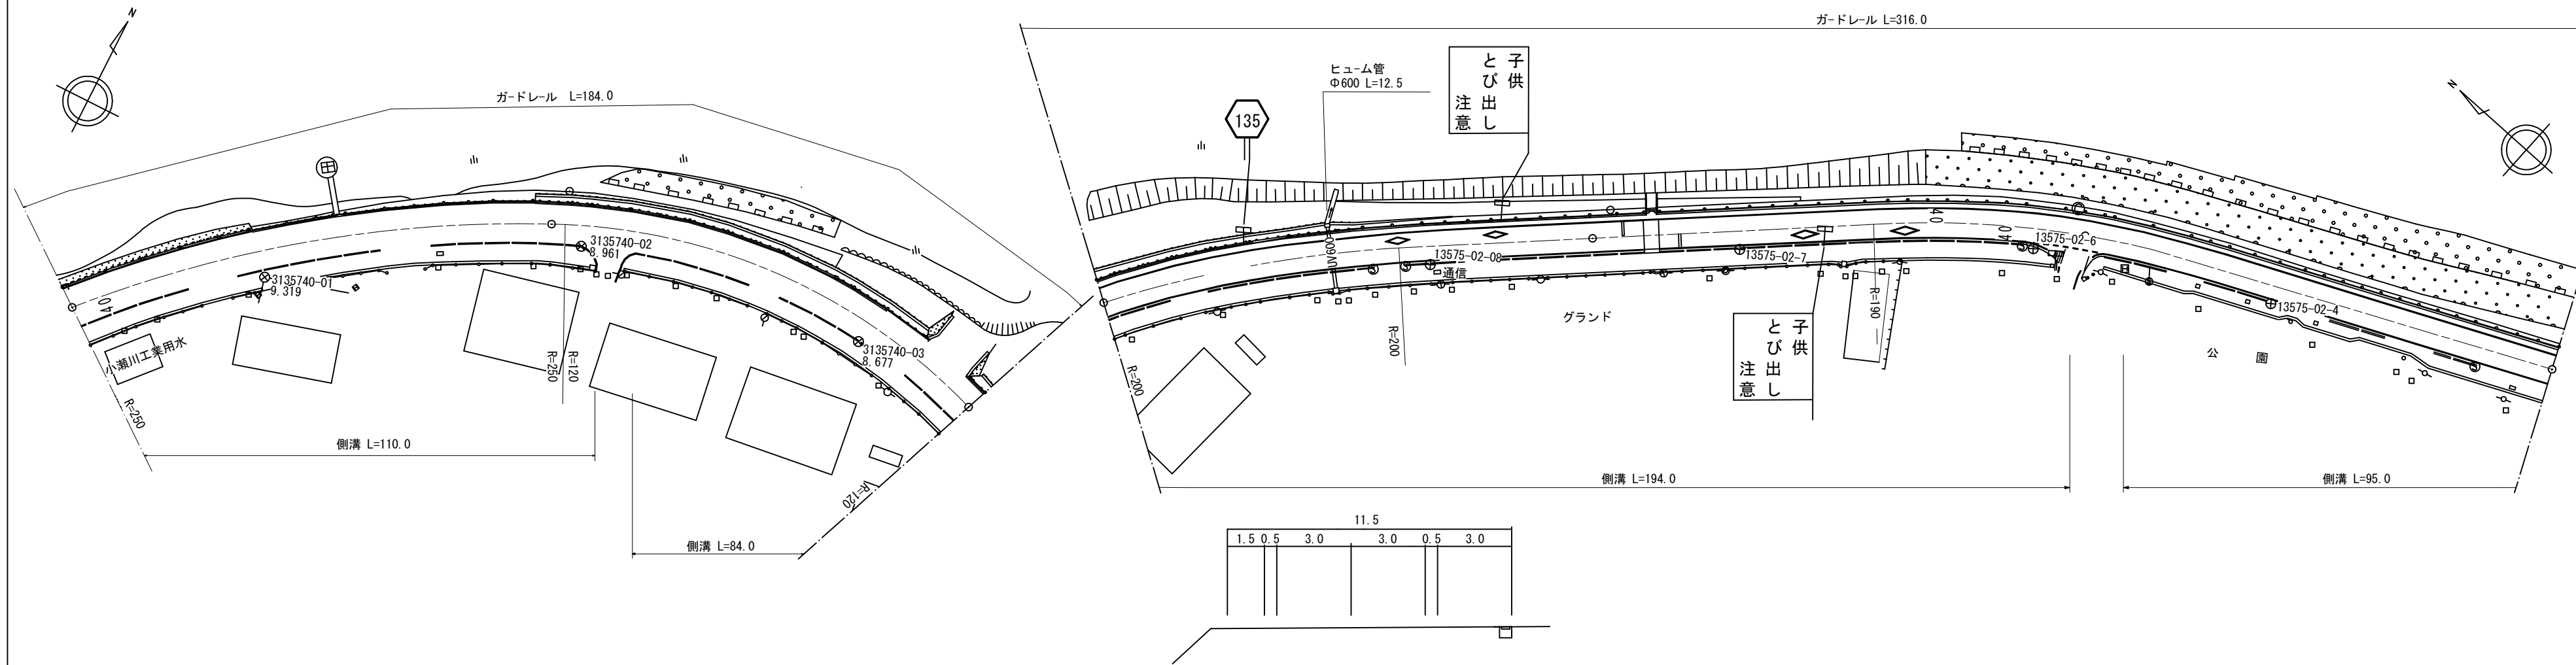 N
ガードレール L=184.0
3135740-02
8.961
3135740-01
9.319
40
小瀬川工業用水
R=250
R=250
R=120
3135740-03
8.677
R=120
側溝 L=110.0
側溝 L=84.0
ガードレール L=316.0
ヒューム管
Φ600 L=12.5
135
子供
とび出し
注意
N
VU600
13575-02-08
通信
13575-02-7
40
40
13575-02-6
13575-02-4
グランド
R=200
R=200
R=190
子供
とび出し
注意
公園
側溝 L=194.0
側溝 L=95.0
11.5
1.5 0.5 3.0 3.0 0.5 3.0